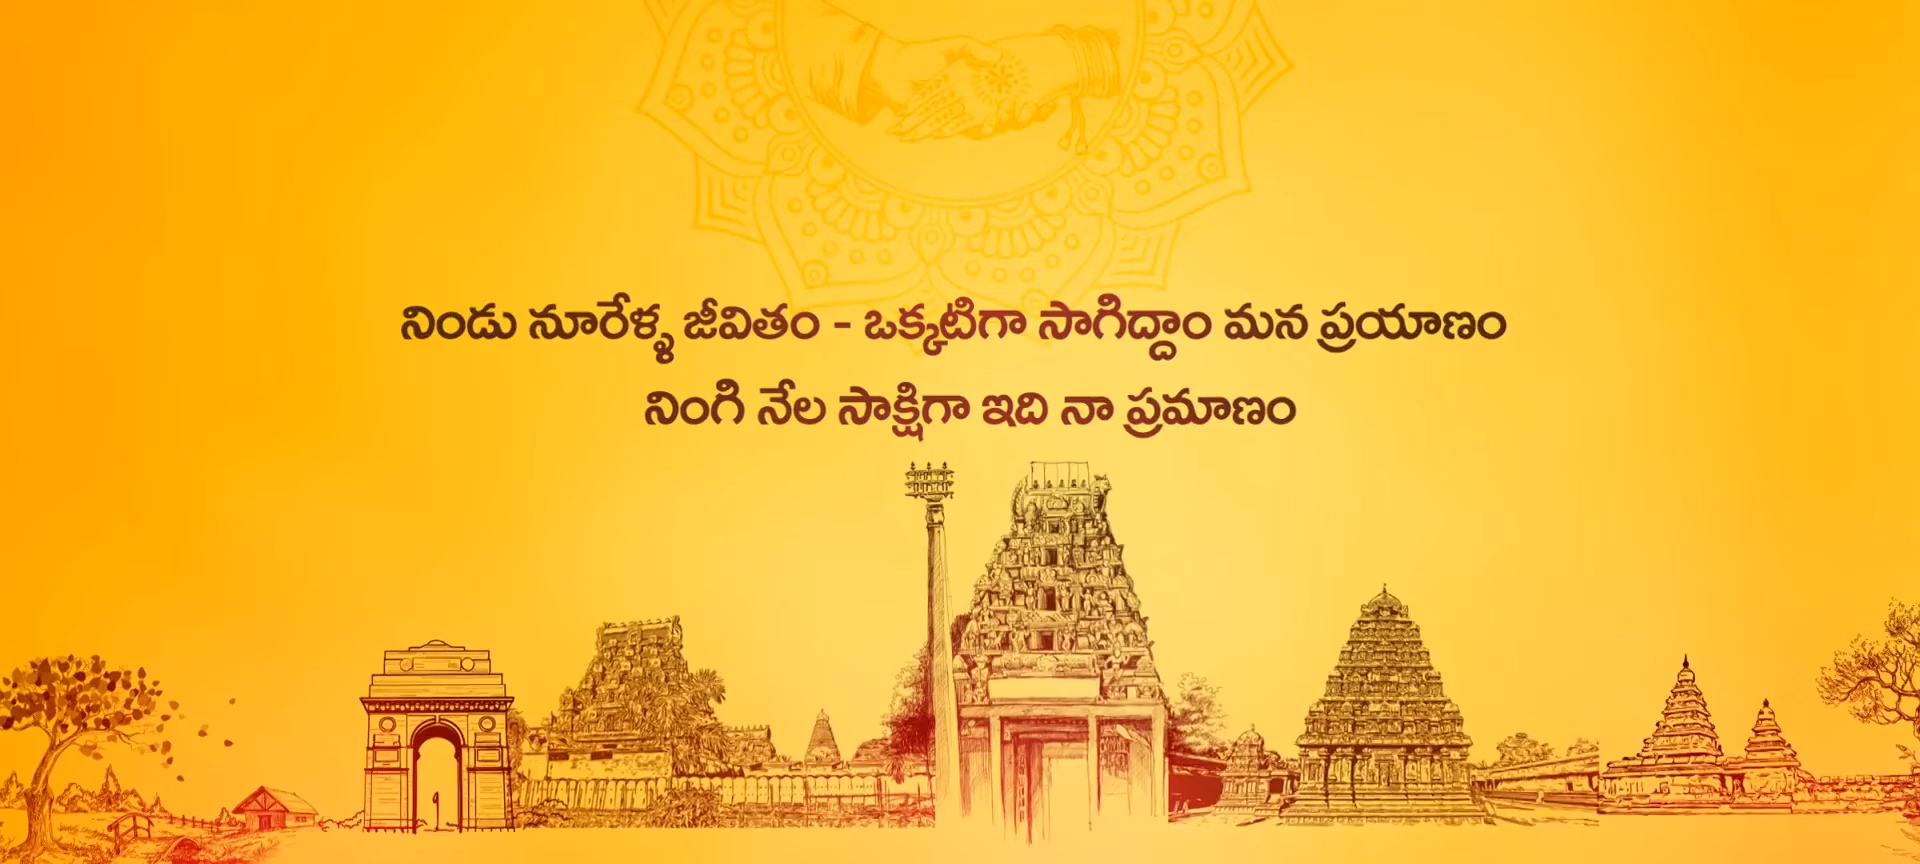 నిండు నూరేళ్ళ జీవితం - ఒక్కటిగా సాగిద్దాం మన ప్రయాణం
నింగి నేల సాక్షిగా ఇది నా ప్రమాణం